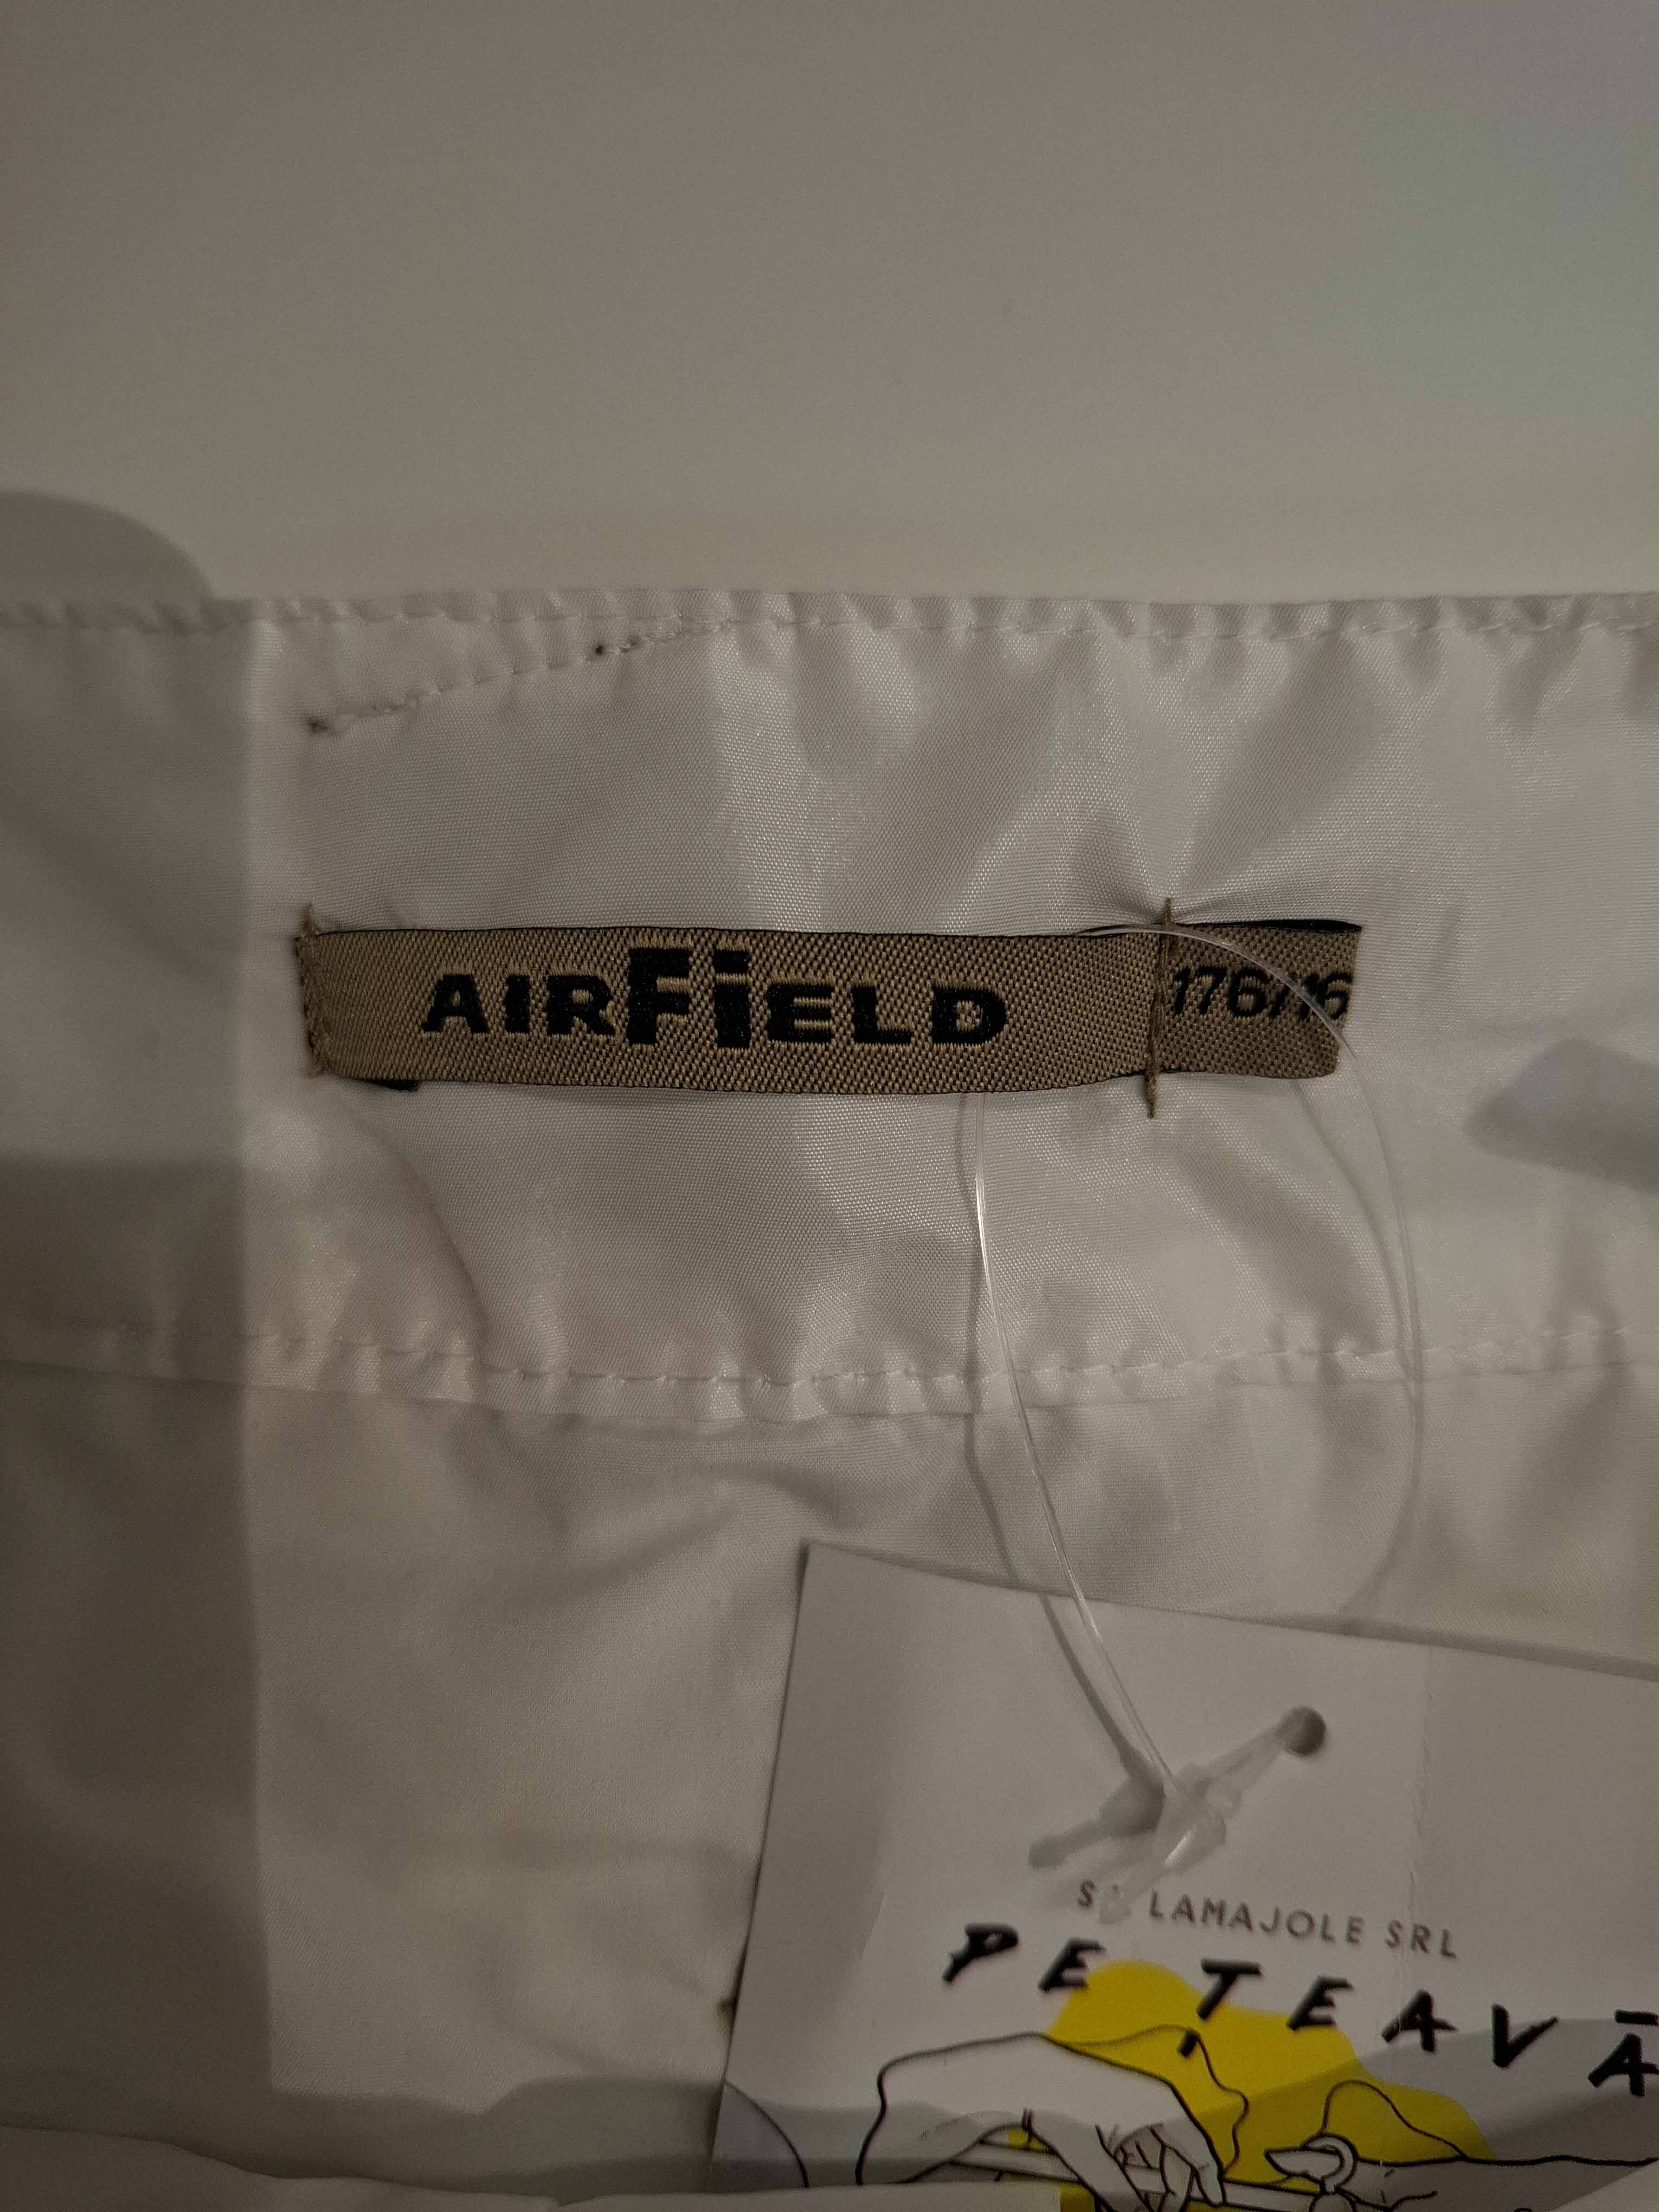 AIRFiELD
176/16
LAMAJOLE SRL
PE TEAVĂ